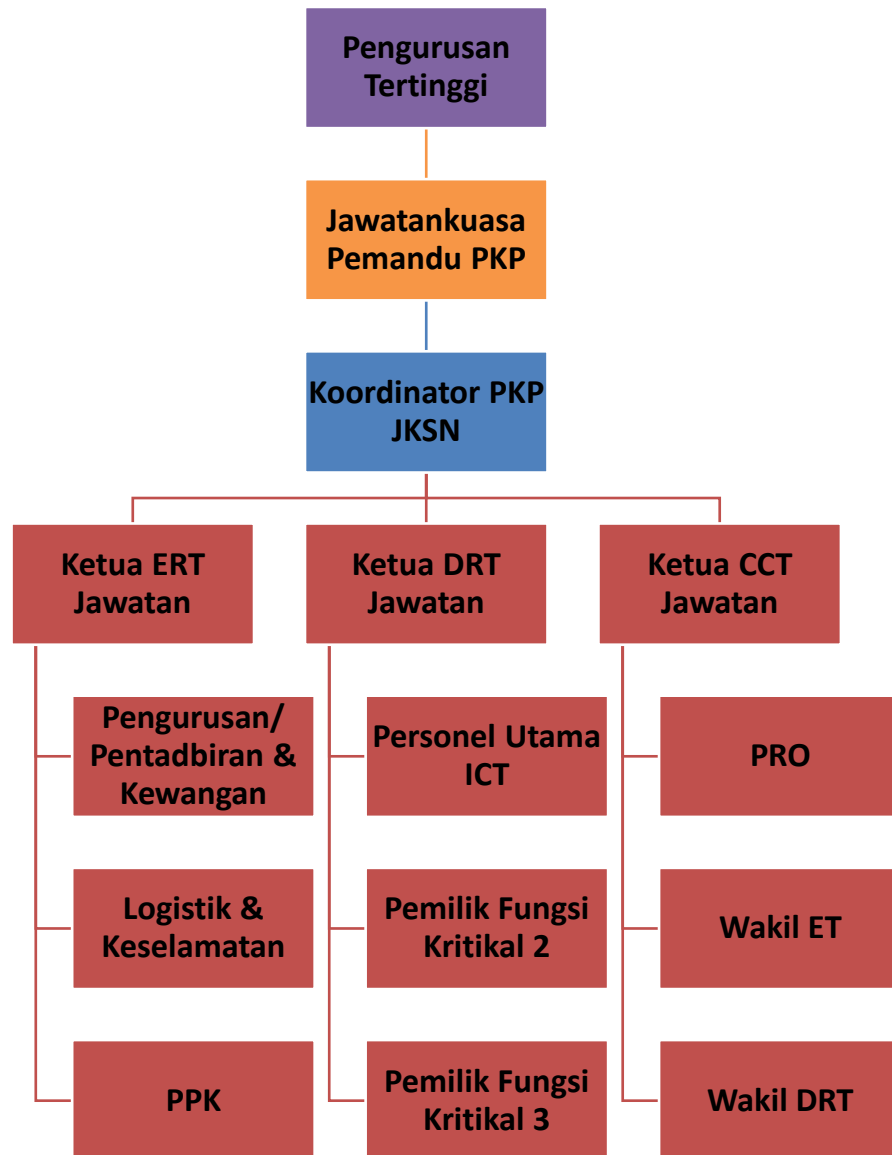 Pengurusan
Tertinggi
Jawatankuasa
Pemandu PKP
Koordinator PKP
JKSN
Ketua ERT
Jawatan
Ketua DRT
Jawatan
Ketua CCT
Jawatan
Pengurusan/
Pentadbiran &
Kewangan
Personel Utama
ICT
PRO
Logistik &
Keselamatan
Pemilik Fungsi
Kritikal 2
Wakil ET
PPK
Pemilik Fungsi
Kritikal 3
Wakil DRT